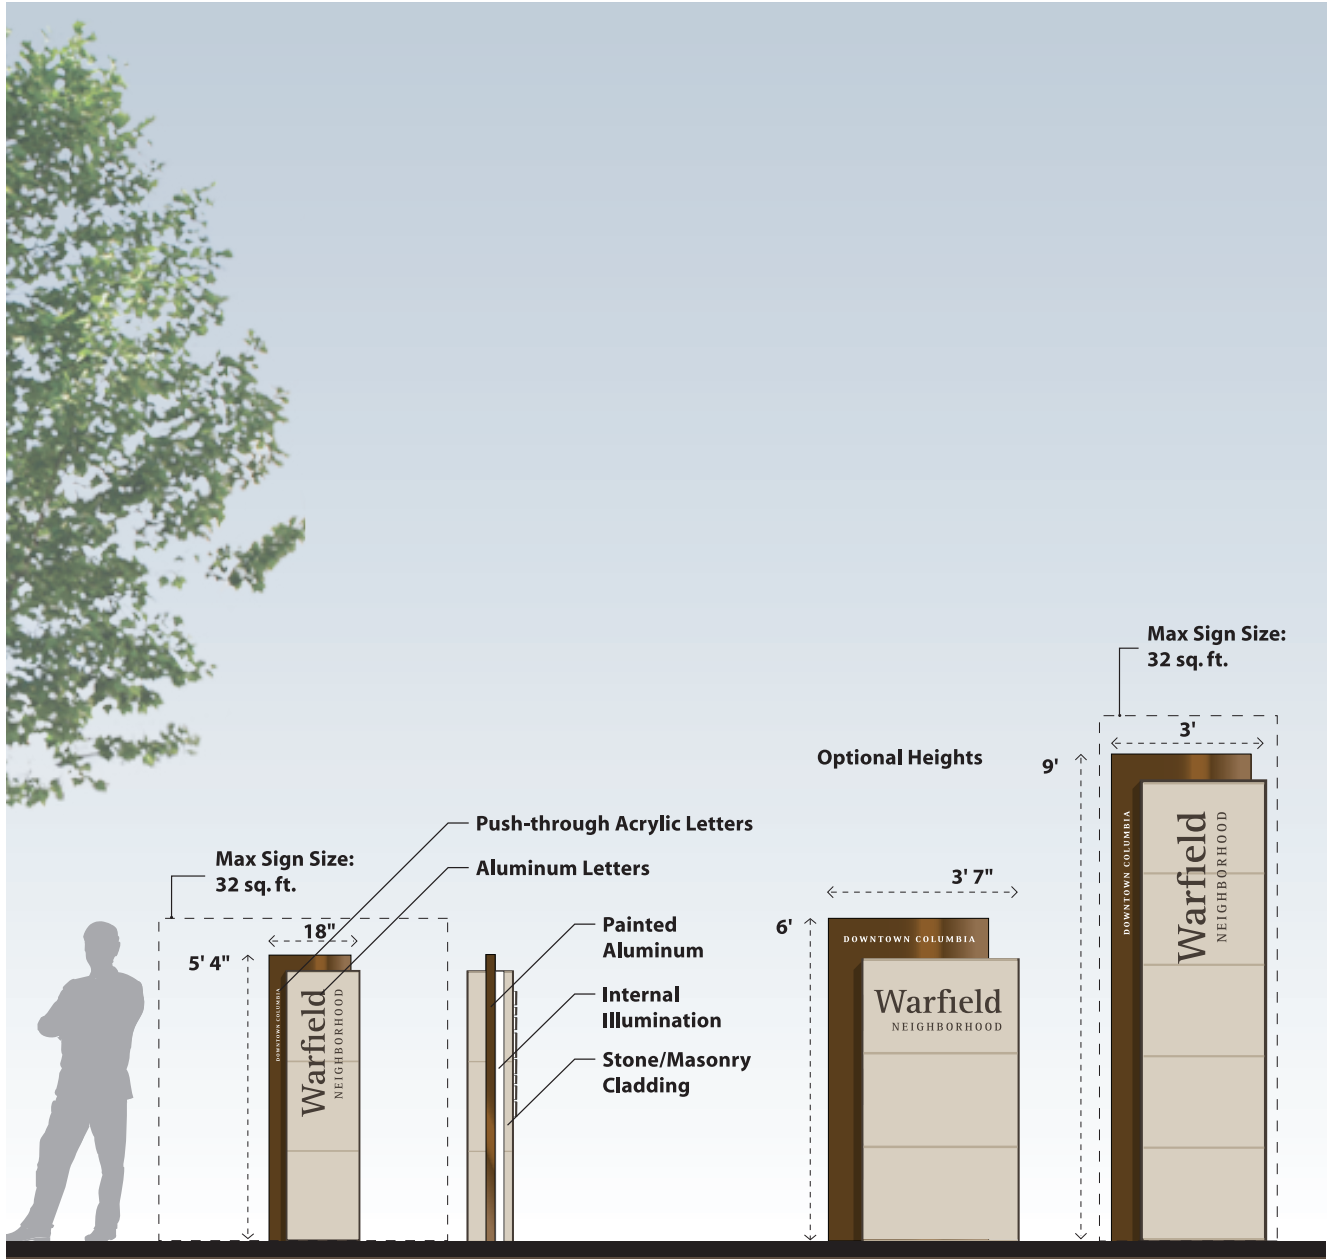 Max Sign Size:
32 sq. ft.
3'
9'
Optional Heights
DOWNTOWN COLUMBIA
Warfield
NEIGHBORHOOD
Push-through Acrylic Letters
Aluminum Letters
Max Sign Size:
32 sq. ft.
18"
5' 4"
DOWNTOWN COLUMBIA
Warfield
NEIGHBORHOOD
Painted
Aluminum
Internal
Illumination
Stone/Masonry
Cladding
3' 7"
6'
DOWNTOWN COLUMBIA
Warfield
NEIGHBORHOOD